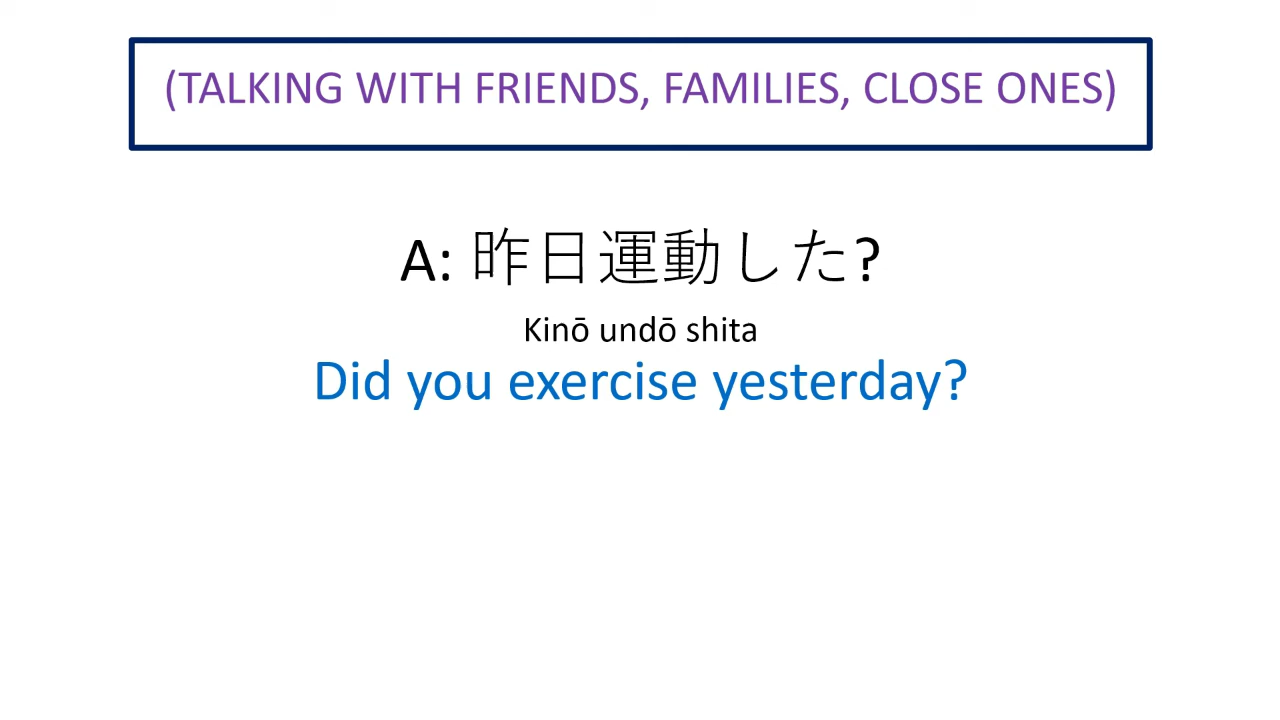 (TALKING WITH FRIENDS, FAMILIES, CLOSE ONES)
A: 昨日運動した?
Kinō undō shita
Did you exercise yesterday?